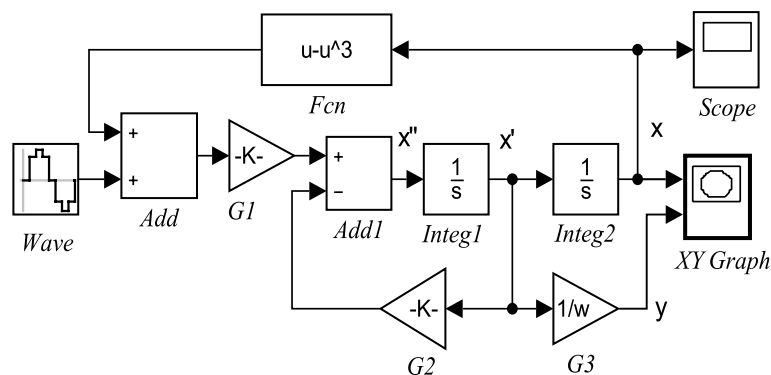 u-u^3
Fcn
Scope
x
+
+
-K-
+
−
x"
1
s
x'
1
s
Wave
Add
G1
Add1
Integ1
Integ2
XY Graph
-K-
1/w
y
G2
G3